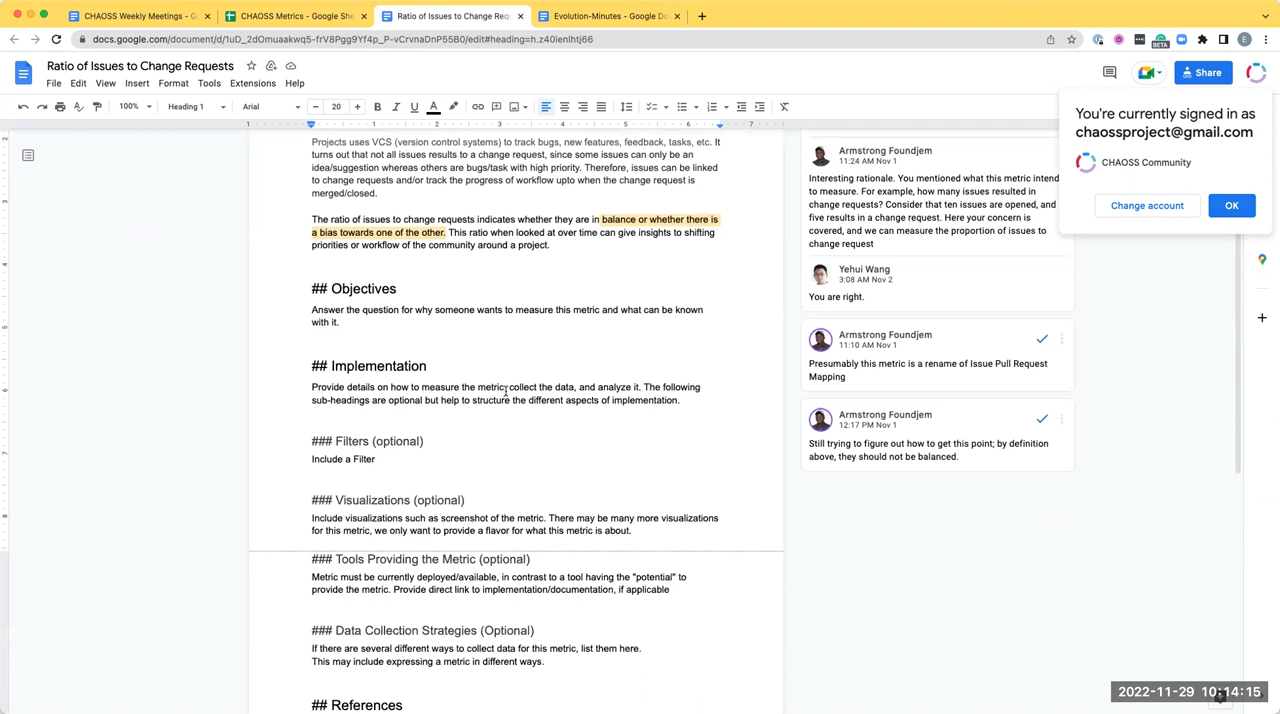 CHAOSS Weekly Meetings - G
CHAOSS Metrics - Google She
Ratio of Issues to Change Requ
Evolution-Minutes - Google Do
docs.google.com/document/d/1uD_2dOmuaakwq5-frV8Pgg9Yf4p_P-vCrvnaDnP55B0/edit#heading=h.z40ienlhtj66
BETA
E
Ratio of Issues to Change Requests
File Edit View Insert Format Tools Extensions Help
Share
100% Heading 1 Arial 20 B I U A
1 1 2 3 4 5 6 7
Projects uses VCS (version control systems) to track bugs, new features, feedback, tasks, etc. It
turns out that not all issues results to a change request, since some issues can only be an
idea/suggestion whereas others are bugs/task with high priority. Therefore, issues can be linked
to change requests and/or track the progress of workflow upto when the change request is
merged/closed.
The ratio of issues to change requests indicates whether they are in balance or whether there is
a bias towards one of the other. This ratio when looked at over time can give insights to shifting
priorities or workflow of the community around a project.
## Objectives
Answer the question for why someone wants to measure this metric and what can be known
with it.
## Implementation
Provide details on how to measure the metric, collect the data, and analyze it. The following
sub-headings are optional but help to structure the different aspects of implementation.
### Filters (optional)
Include a Filter
### Visualizations (optional)
Include visualizations such as screenshot of the metric. There may be many more visualizations
for this metric, we only want to provide a flavor for what this metric is about.
### Tools Providing the Metric (optional)
Metric must be currently deployed/available, in contrast to a tool having the "potential" to
provide the metric. Provide direct link to implementation/documentation, if applicable
### Data Collection Strategies (Optional)
If there are several different ways to collect data for this metric, list them here.
This may include expressing a metric in different ways.
## References
Armstrong Foundjem
11:24 AM Nov 1
Interesting rationale. You mentioned what this metric intend
to measure. For example, how many issues resulted in
change requests? Consider that ten issues are opened, and
five results in a change request. Here your concern is
covered, and we can measure the proportion of issues to
change request
Yehui Wang
3:08 AM Nov 2
You are right.
Armstrong Foundjem
11:10 AM Nov 1
Presumably this metric is a rename of Issue Pull Request
Mapping
Armstrong Foundjem
12:17 PM Nov 1
Still trying to figure out how to get this point; by definition
above, they should not be balanced.
You're currently signed in as
chaossproject@gmail.com
CHAOSS Community
Change account
OK
2022-11-29 10:14:15